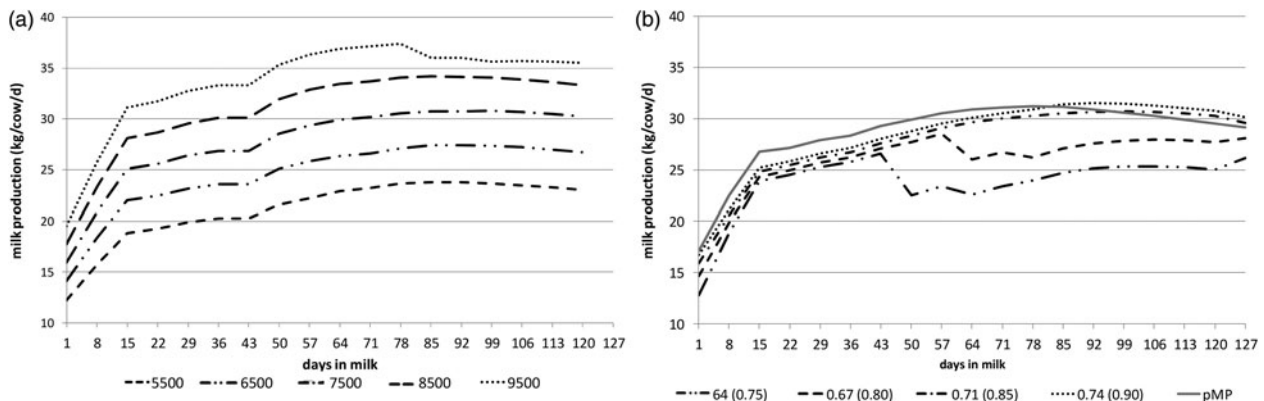 (a)
milk production (kg/cow/d)
40
35
30
25
20
15
10
1 8 15 22 29 36 43 50 57 64 71 78 85 92 99 106 113 120 127
days in milk
5500 6500 7500 8500 9500
(b)
milk production (kg/cow/d)
40
35
30
25
20
15
10
1 8 15 22 29 36 43 50 57 64 71 78 85 92 99 106 113 120 127
days in milk
64 (0.75) 0.67 (0.80) 0.71 (0.85) 0.74 (0.90) pMP